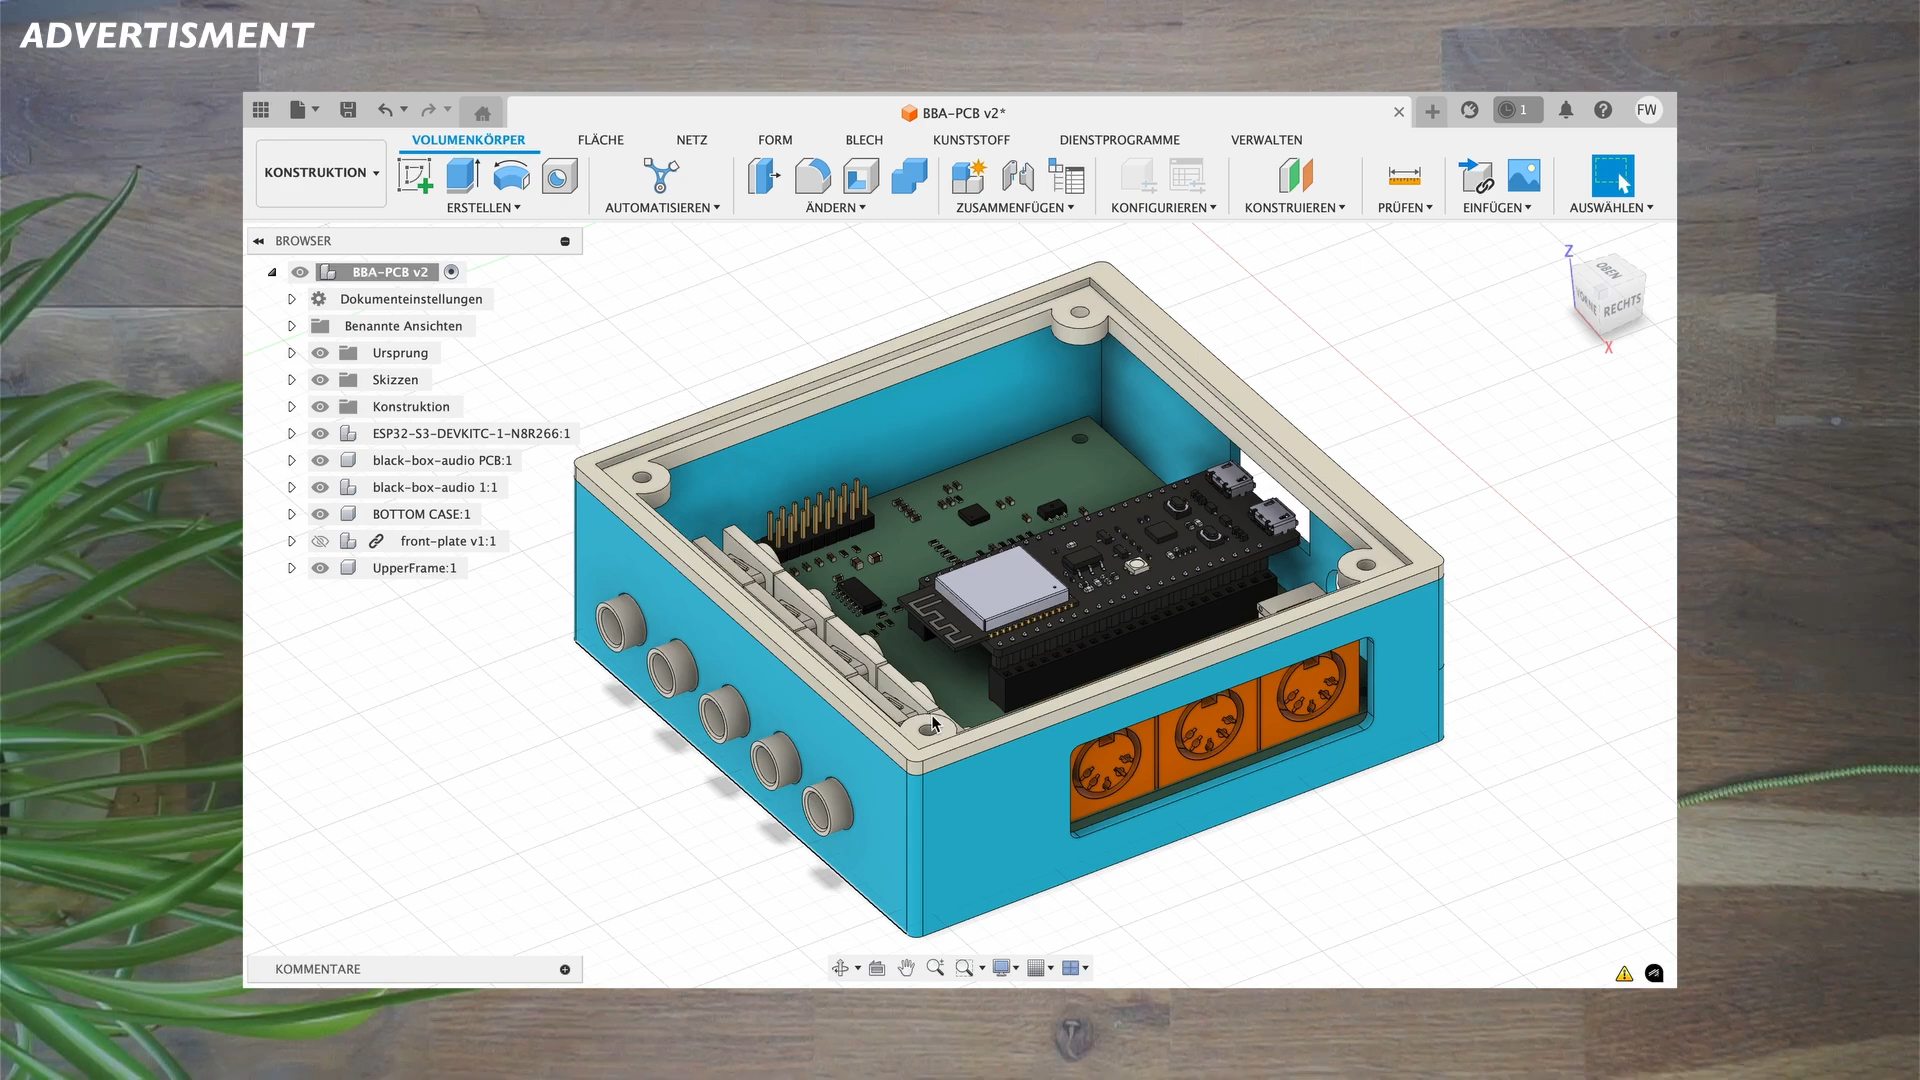 ADVERTISMENT
BBA-PCB v2*
1
FW
KONSTRUKTION
VOLUMENKÖRPER
FLÄCHE
NETZ
FORM
BLECH
KUNSTSTOFF
DIENSTPROGRAMME
VERWALTEN
ERSTELLEN
AUTOMATISIEREN
ÄNDERN
ZUSAMMENFÜGEN
KONFIGURIEREN
KONSTRUIEREN
PRÜFEN
EINFÜGEN
AUSWÄHLEN
BROWSER
BBA-PCB v2
Dokumenteinstellungen
Benannte Ansichten
Ursprung
Skizzen
Konstruktion
ESP32-S3-DEVKITC-1-N8R266:1
black-box-audio PCB:1
black-box-audio 1:1
BOTTOM CASE:1
front-plate v1:1
UpperFrame:1
Z
OBEN
VORNE
RECHTS
X
KOMMENTARE